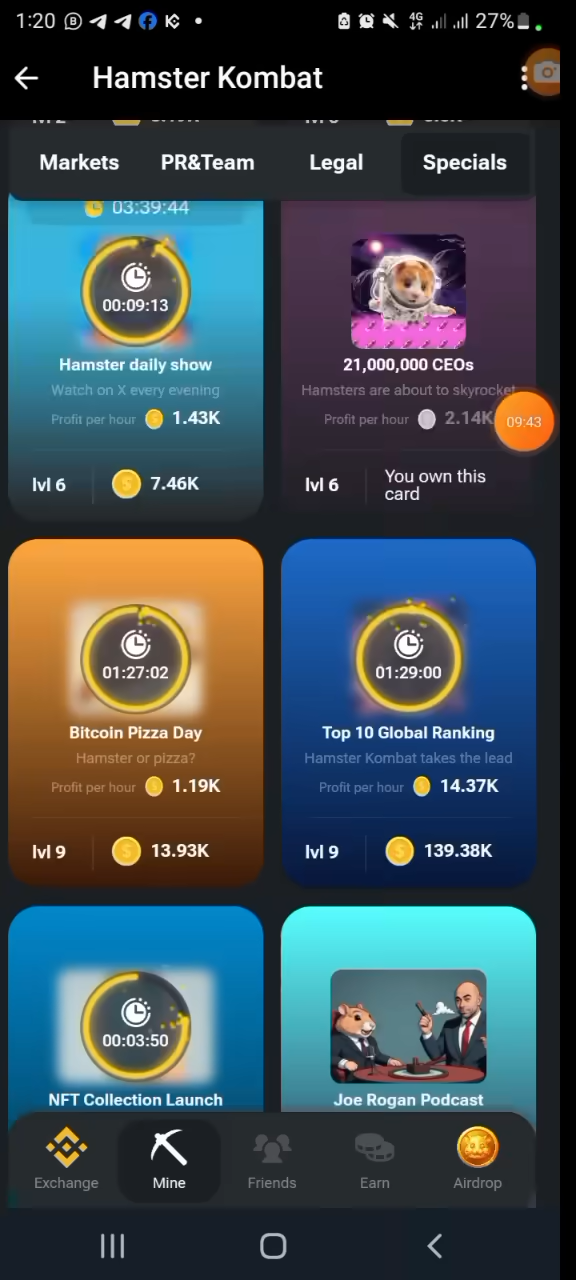 1:20 4G 27%
Hamster Kombat
Markets PR&Team Legal Specials
03:39:44
00:09:13
Hamster daily show
Watch on X every evening
Profit per hour 1.43K
lvl 6 7.46K
21,000,000 CEOs
Hamsters are about to skyrocket
Profit per hour 2.14K
lvl 6 You own this
card
09:43
01:27:02
Bitcoin Pizza Day
Hamster or pizza?
Profit per hour 1.19K
lvl 9 13.93K
01:29:00
Top 10 Global Ranking
Hamster Kombat takes the lead
Profit per hour 14.37K
lvl 9 139.38K
00:03:50
NFT Collection Launch
Joe Rogan Podcast
Exchange Mine Friends Earn Airdrop